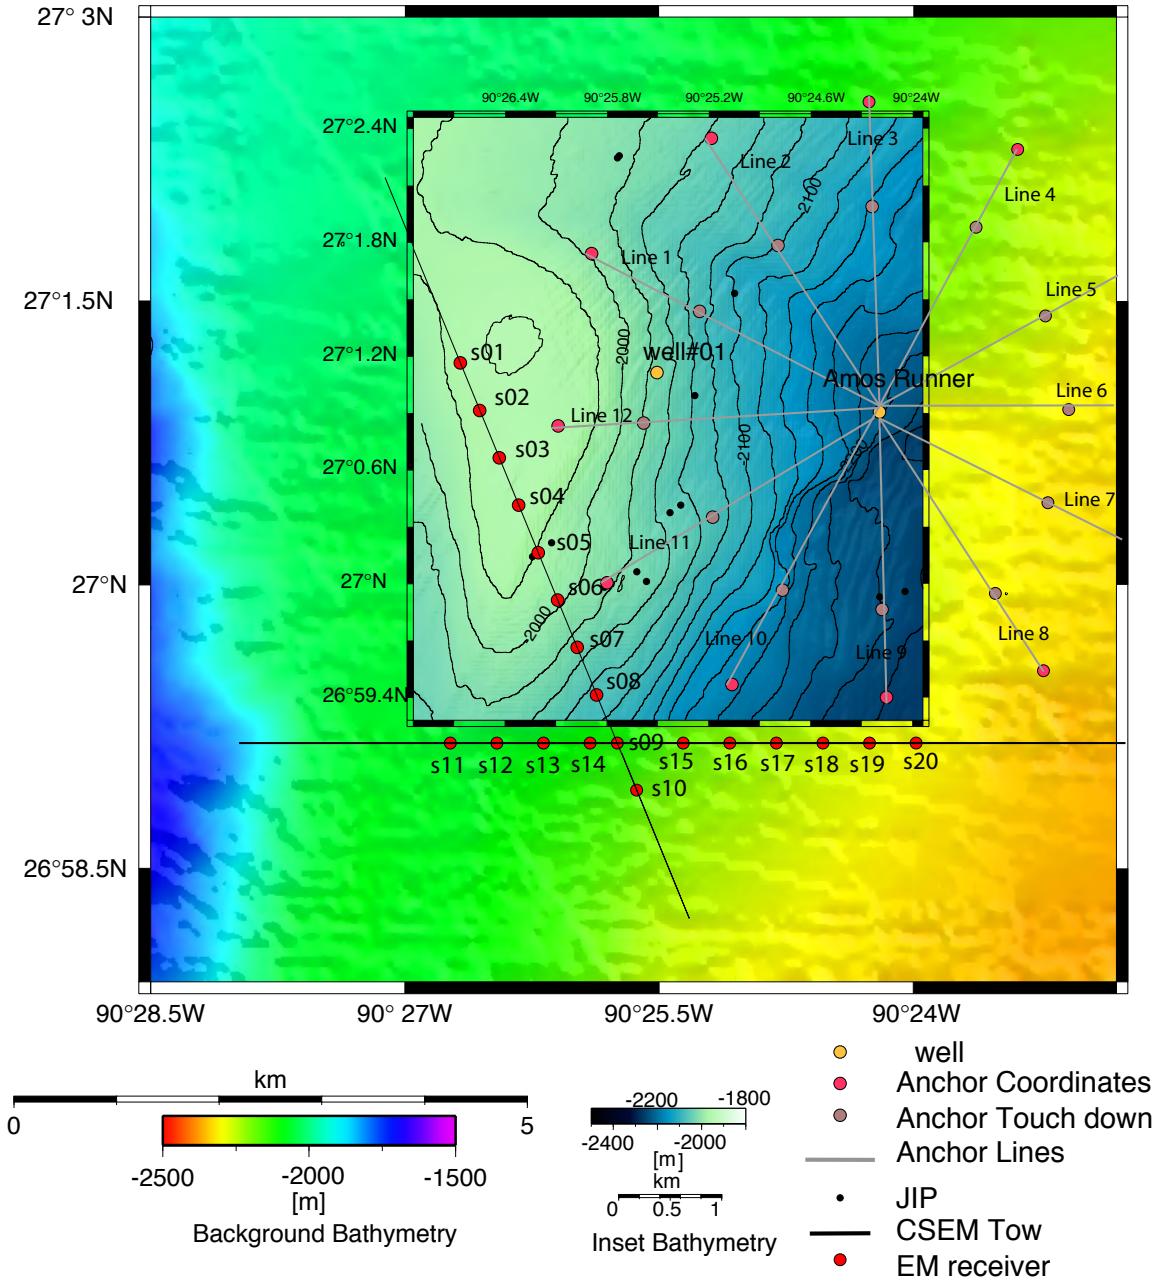 27° 3N
90°26.4W 90°25.8W 90°25.2W 90°24.6W 90°24W
27°2.4N
Line 3
Line 2
Line 4
-2100
27°1.8N
Line 1
Line 5
27°1.5N
-2000
27°1.2N
s01
well#01
Amos Runner
s02
Line 6
Line 12
-2100
s03
27°0.6N
s04
Line 7
s05
Line 11
27°N
27°N
s06
-2000
Line 8
s07
Line 10
Line 9
s08
26°59.4N
s09
s11 s12 s13 s14 s15 s16 s17 s18 s19 s20
s10
26°58.5N
90°28.5W 90° 27W 90°25.5W 90°24W
well
km
Anchor Coordinates
-2200 -1800
0 5
Anchor Touch down
-2400 -2000
[m]
Anchor Lines
-2500 -2000 -1500
[m]
km
0 0.5 1
JIP
Background Bathymetry
Inset Bathymetry
CSEM Tow
EM receiver